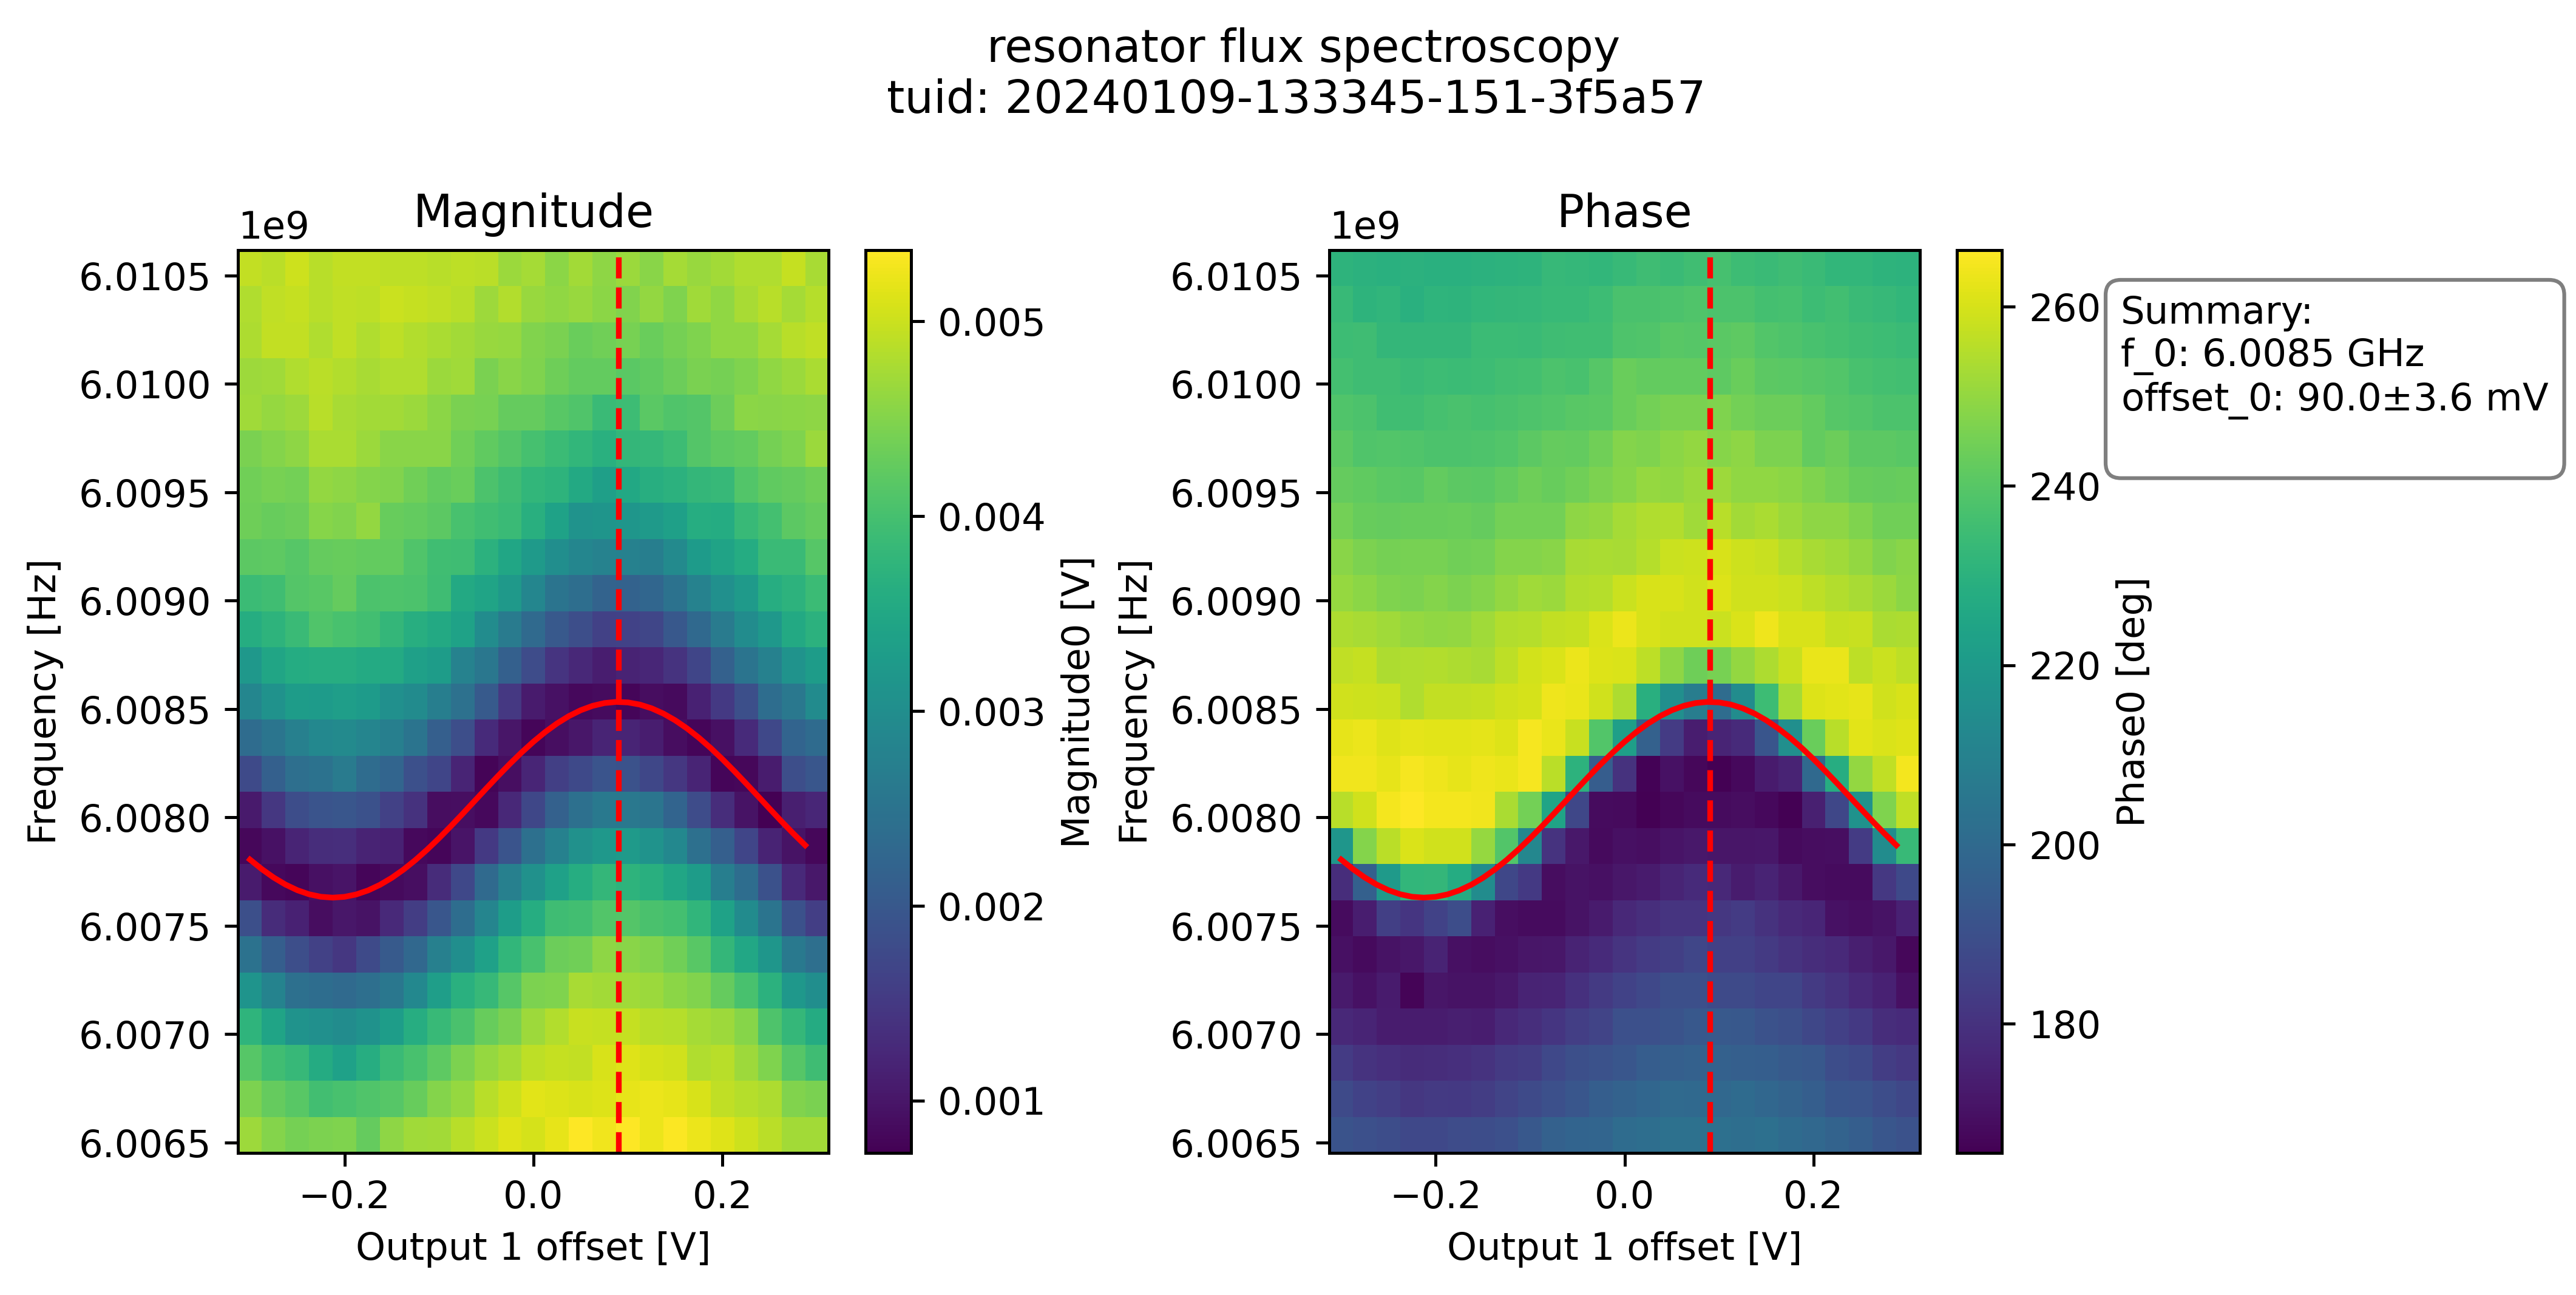 resonator flux spectroscopy
tuid: 20240109-133345-151-3f5a57
Magnitude
1e9
6.0105
6.0100
6.0095
6.0090
6.0085
6.0080
6.0075
6.0070
6.0065
Frequency [Hz]
−0.2
0.0
0.2
Output 1 offset [V]
0.005
0.004
0.003
0.002
0.001
Magnitude0 [V]
Phase
1e9
6.0105
6.0100
6.0095
6.0090
6.0085
6.0080
6.0075
6.0070
6.0065
Frequency [Hz]
−0.2
0.0
0.2
Output 1 offset [V]
260
240
220
200
180
Phase0 [deg]
Summary:
f_0: 6.0085 GHz
offset_0: 90.0±3.6 mV